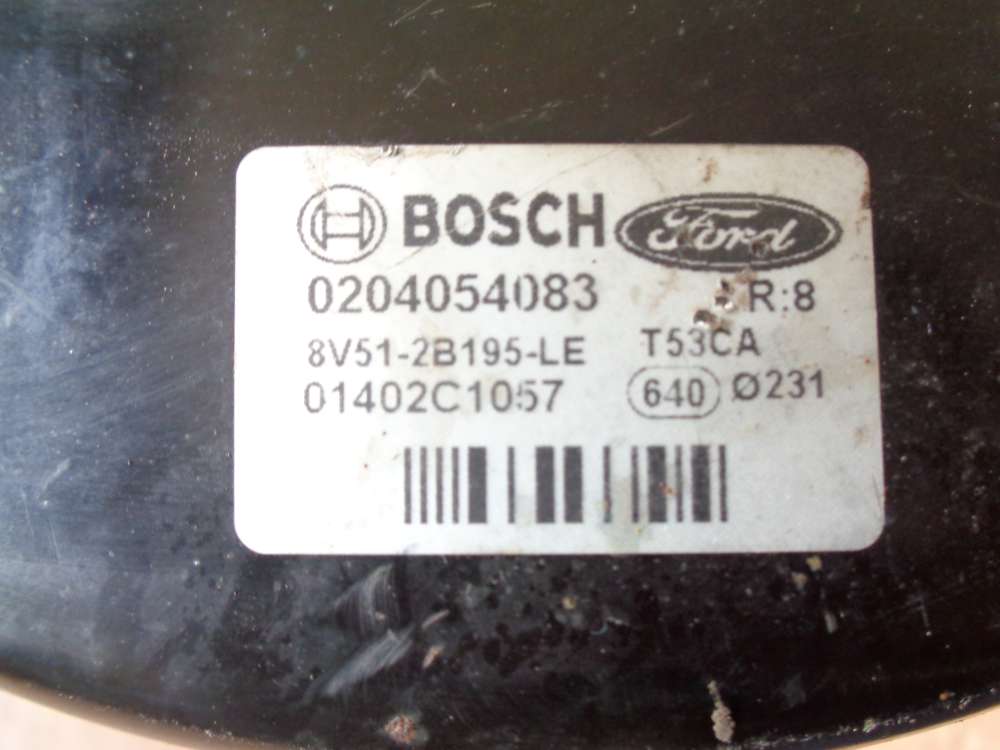 BOSCH Ford
0204054083 R:8
8V51-2B195-LE T53CA
01402C1057 640 Ø231